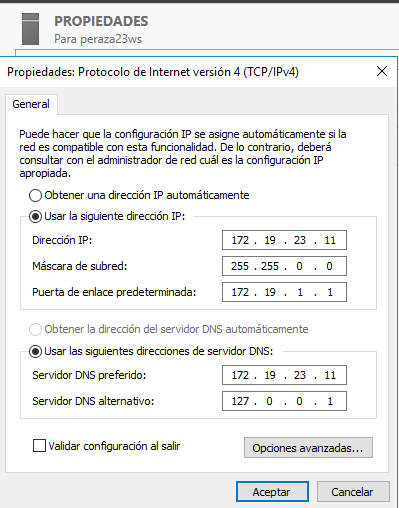 PROPIEDADES
Para peraza23ws
Propiedades: Protocolo de Internet versión 4 (TCP/IPv4)
General
Puede hacer que la configuración IP se asigne automáticamente si la
red es compatible con esta funcionalidad. De lo contrario, deberá
consultar con el administrador de red cuál es la configuración IP
apropiada.
Obtener una dirección IP automáticamente
Usar la siguiente dirección IP:
Dirección IP: 172 . 19 . 23 . 11
Máscara de subred: 255 . 255 . 0 . 0
Puerta de enlace predeterminada: 172 . 19 . 1 . 1
Obtener la dirección del servidor DNS automáticamente
Usar las siguientes direcciones de servidor DNS:
Servidor DNS preferido: 172 . 19 . 23 . 11
Servidor DNS alternativo: 127 . 0 . 0 . 1
Validar configuración al salir
Opciones avanzadas...
Aceptar
Cancelar